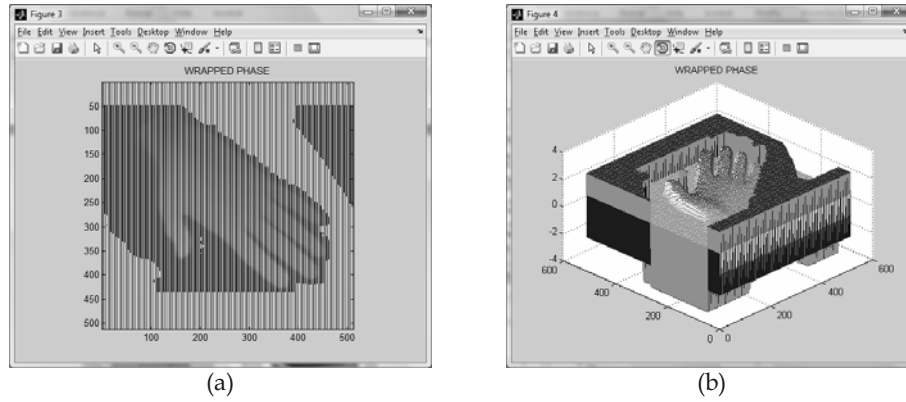 Figure 3
File Edit View Insert Tools Desktop Window Help
WRAPPED PHASE
50
100
150
200
250
300
350
400
450
500
100 200 300 400 500
(a)
Figure 4
File Edit View Insert Tools Desktop Window Help
WRAPPED PHASE
4
2
0
-2
-4
600
400
200
0
0
200
400
600
(b)